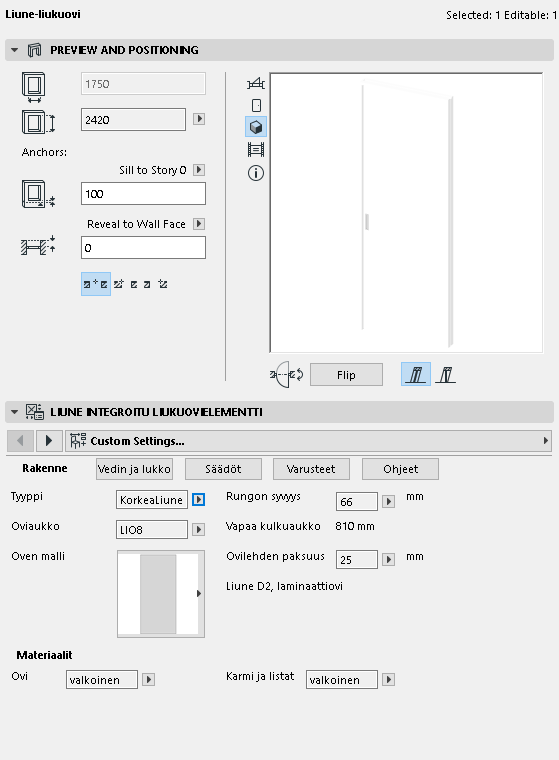 Liune-liukuovi
Selected: 1 Editable: 1
PREVIEW AND POSITIONING
1750
2420
Anchors:
Sill to Story 0
100
Reveal to Wall Face
0
Flip
LIUNE INTEGROITU LIUKUOVIELEMENTTI
Custom Settings...
Rakenne Vedin ja lukko Säädöt Varusteet Ohjeet
Tyyppi KorkeaLiune Rungon syvyys 66 mm
Oviaukko LIO8 Vapaa kulkuaukko 810 mm
Oven malli Ovilehden paksuus 25 mm
Liune D2, laminaattiovi
Materiaalit
Ovi valkoinen Karmi ja listat valkoinen